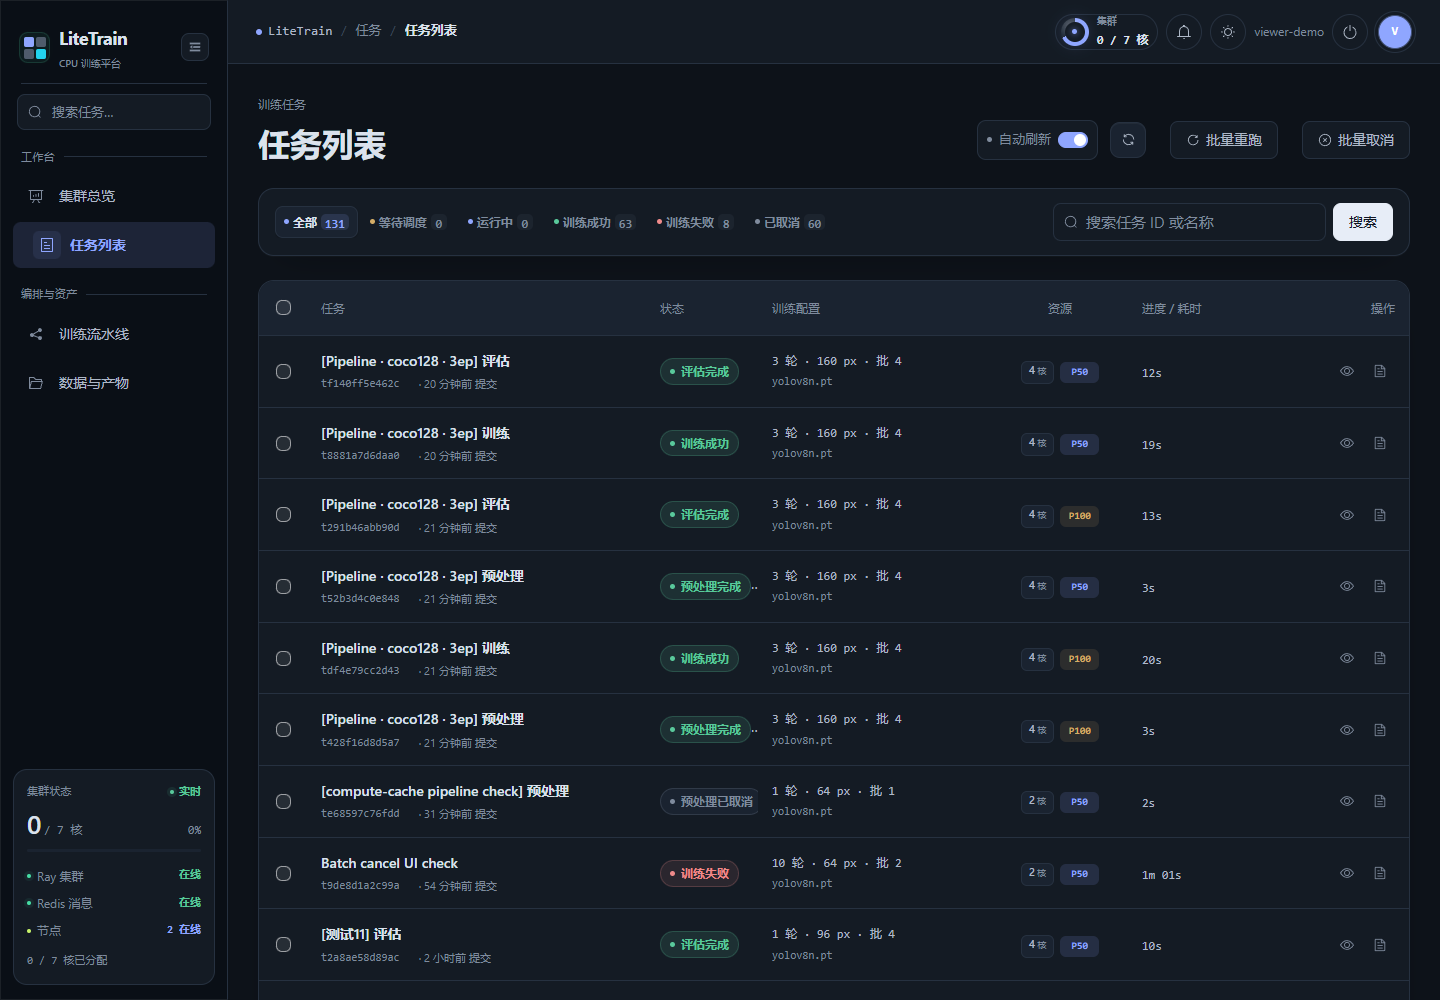 LiteTrain
CPU 训练平台
搜索任务...
工作台
集群总览
任务列表
编排与资产
训练流水线
数据与产物
集群状态 实时
0 / 7 核 0%
Ray 集群 在线
Redis 消息 在线
节点 2 在线
0 / 7 核已分配
LiteTrain / 任务 / 任务列表
集群
0 / 7 核
viewer-demo
V
训练任务
任务列表
自动刷新
批量重跑
批量取消
全部 131 等待调度 0 运行中 0 训练成功 63 训练失败 8 已取消 60
搜索任务 ID 或名称
搜索
任务 状态 训练配置 资源 进度 / 耗时 操作
[Pipeline · coco128 · 3ep] 评估
tf140ff5e462c · 20 分钟前 提交
评估完成
3 轮 · 160 px · 批 4
yolov8n.pt
4 核 P50
12s
[Pipeline · coco128 · 3ep] 训练
t8881a7d6daa0 · 20 分钟前 提交
训练成功
3 轮 · 160 px · 批 4
yolov8n.pt
4 核 P50
19s
[Pipeline · coco128 · 3ep] 评估
t291b46abb90d · 21 分钟前 提交
评估完成
3 轮 · 160 px · 批 4
yolov8n.pt
4 核 P100
13s
[Pipeline · coco128 · 3ep] 预处理
t52b3d4c0e848 · 21 分钟前 提交
预处理完成..
3 轮 · 160 px · 批 4
yolov8n.pt
4 核 P50
3s
[Pipeline · coco128 · 3ep] 训练
tdf4e79cc2d43 · 21 分钟前 提交
训练成功
3 轮 · 160 px · 批 4
yolov8n.pt
4 核 P100
20s
[Pipeline · coco128 · 3ep] 预处理
t428f16d8d5a7 · 21 分钟前 提交
预处理完成..
3 轮 · 160 px · 批 4
yolov8n.pt
4 核 P100
3s
[compute-cache pipeline check] 预处理
te68597c76fdd · 31 分钟前 提交
预处理已取消
1 轮 · 64 px · 批 1
yolov8n.pt
2 核 P50
2s
Batch cancel UI check
t9de8d1a2c99a · 54 分钟前 提交
训练失败
10 轮 · 64 px · 批 2
yolov8n.pt
2 核 P50
1m 01s
[测试11] 评估
t2a8ae58d89ac · 2 小时前 提交
评估完成
1 轮 · 96 px · 批 4
yolov8n.pt
4 核 P50
10s